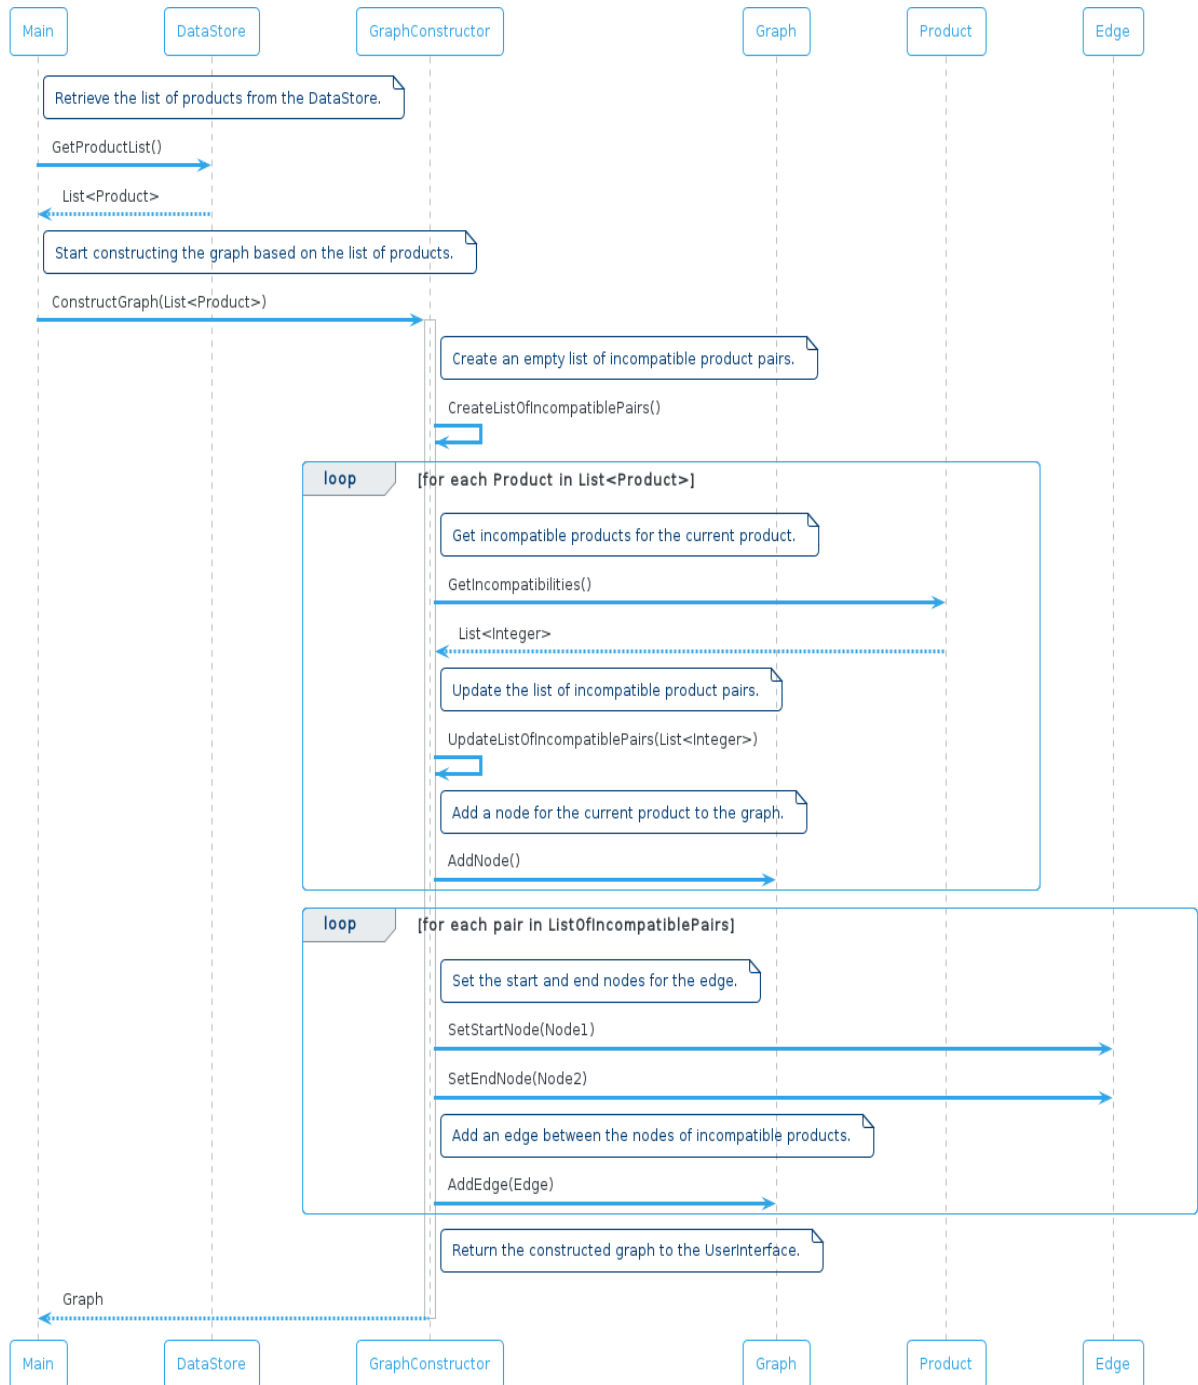 Main DataStore GraphConstructor Graph Product Edge
Retrieve the list of products from the DataStore.
GetProductList()
List<Product>
Start constructing the graph based on the list of products.
ConstructGraph(List<Product>)
Create an empty list of incompatible product pairs.
CreateListOfIncompatiblePairs()
loop [for each Product in List<Product>]
Get incompatible products for the current product.
GetIncompatibilities()
List<Integer>
Update the list of incompatible product pairs.
UpdateListOfIncompatiblePairs(List<Integer>)
Add a node for the current product to the graph.
AddNode()
loop [for each pair in ListOfIncompatiblePairs]
Set the start and end nodes for the edge.
SetStartNode(Node1)
SetEndNode(Node2)
Add an edge between the nodes of incompatible products.
AddEdge(Edge)
Return the constructed graph to the UserInterface.
Graph
Main DataStore GraphConstructor Graph Product Edge